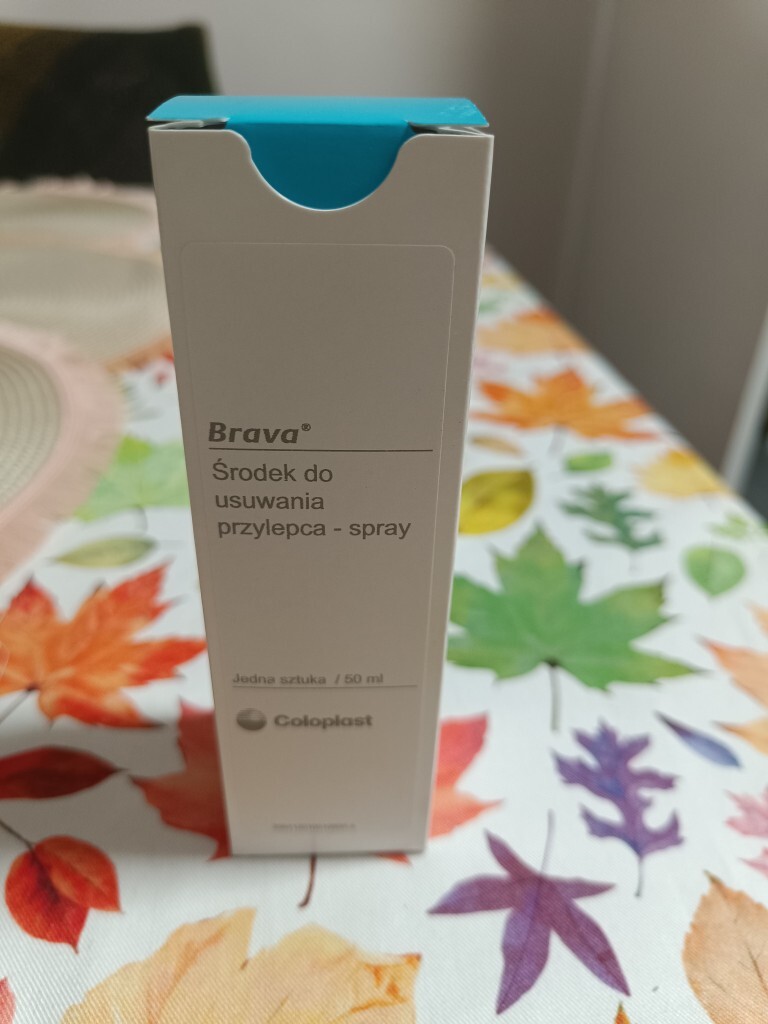 Brava®
Środek do
usuwania
przylepca - spray
Jedna sztuka / 50 ml
Coloplast